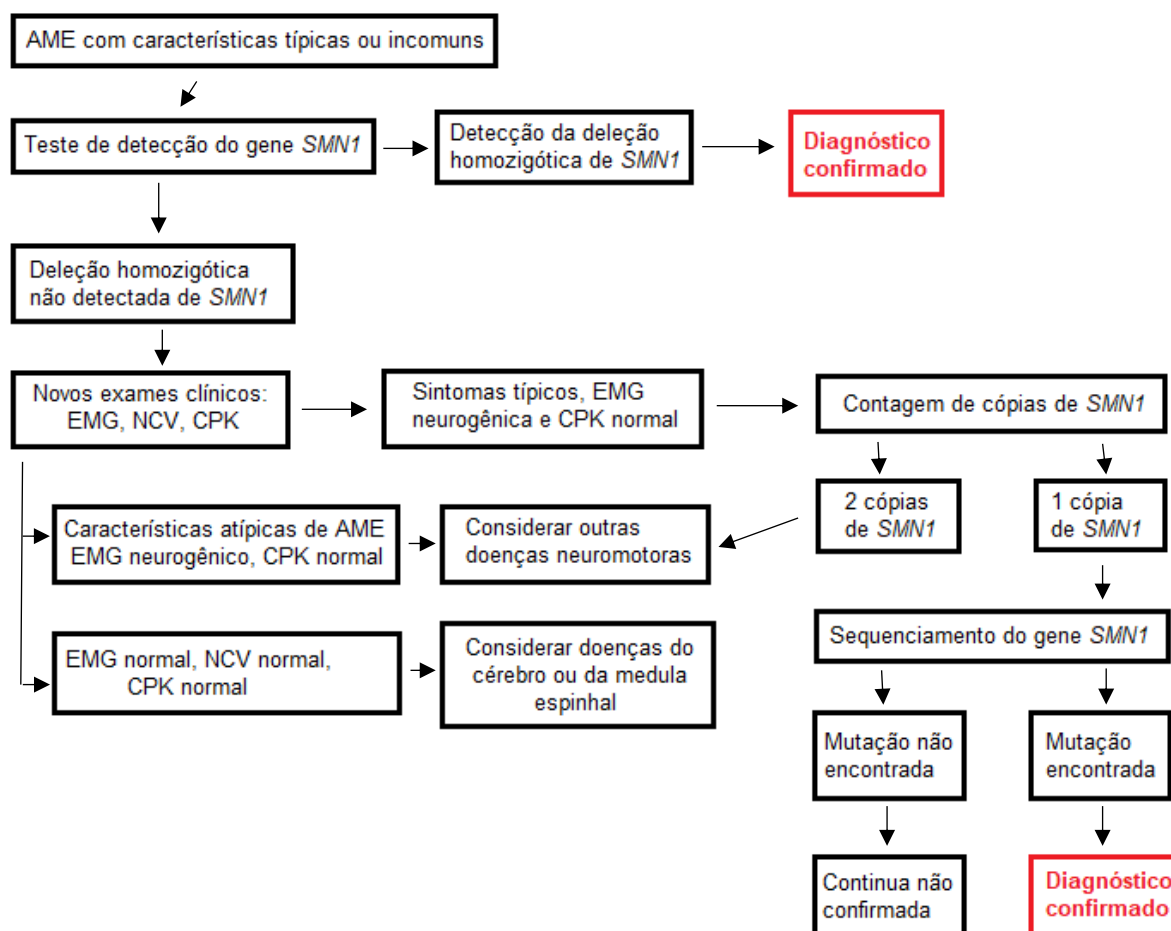 AME com características típicas ou incomuns
Teste de detecção do gene SMN1
Detecção da deleção
homozigótica de SMN1
Diagnóstico
confirmado
Deleção homozigótica
não detectada de SMN1
Novos exames clínicos:
EMG, NCV, CPK
Sintomas típicos, EMG
neurogênica e CPK normal
Contagem de cópias de SMN1
2 cópias
de SMN1
1 cópia
de SMN1
Características atípicas de AME
EMG neurogênico, CPK normal
Considerar outras
doenças neuromotoras
EMG normal, NCV normal,
CPK normal
Considerar doenças do
cérebro ou da medula
espinhal
Sequenciamento do gene SMN1
Mutação não
encontrada
Mutação
encontrada
Continua não
confirmada
Diagnóstico
confirmado